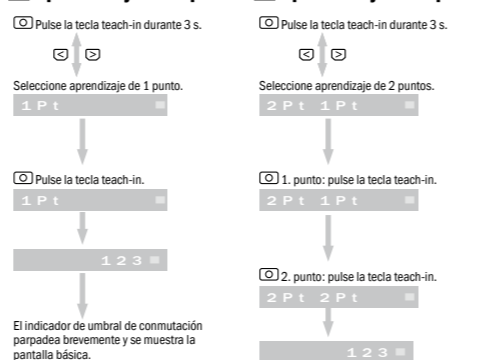 Pulse la tecla teach-in durante 3 s.
Seleccione aprendizaje de 1 punto.
1Pt
Pulse la tecla teach-in.
1Pt
123
El indicador de umbral de conmutación
parpadea brevemente y se muestra la
pantalla básica.
Pulse la tecla teach-in durante 3 s.
Seleccione aprendizaje de 2 puntos.
2Pt 1Pt
1. punto: pulse la tecla teach-in.
2Pt 1Pt
2. punto: pulse la tecla teach-in.
2Pt 2Pt
123